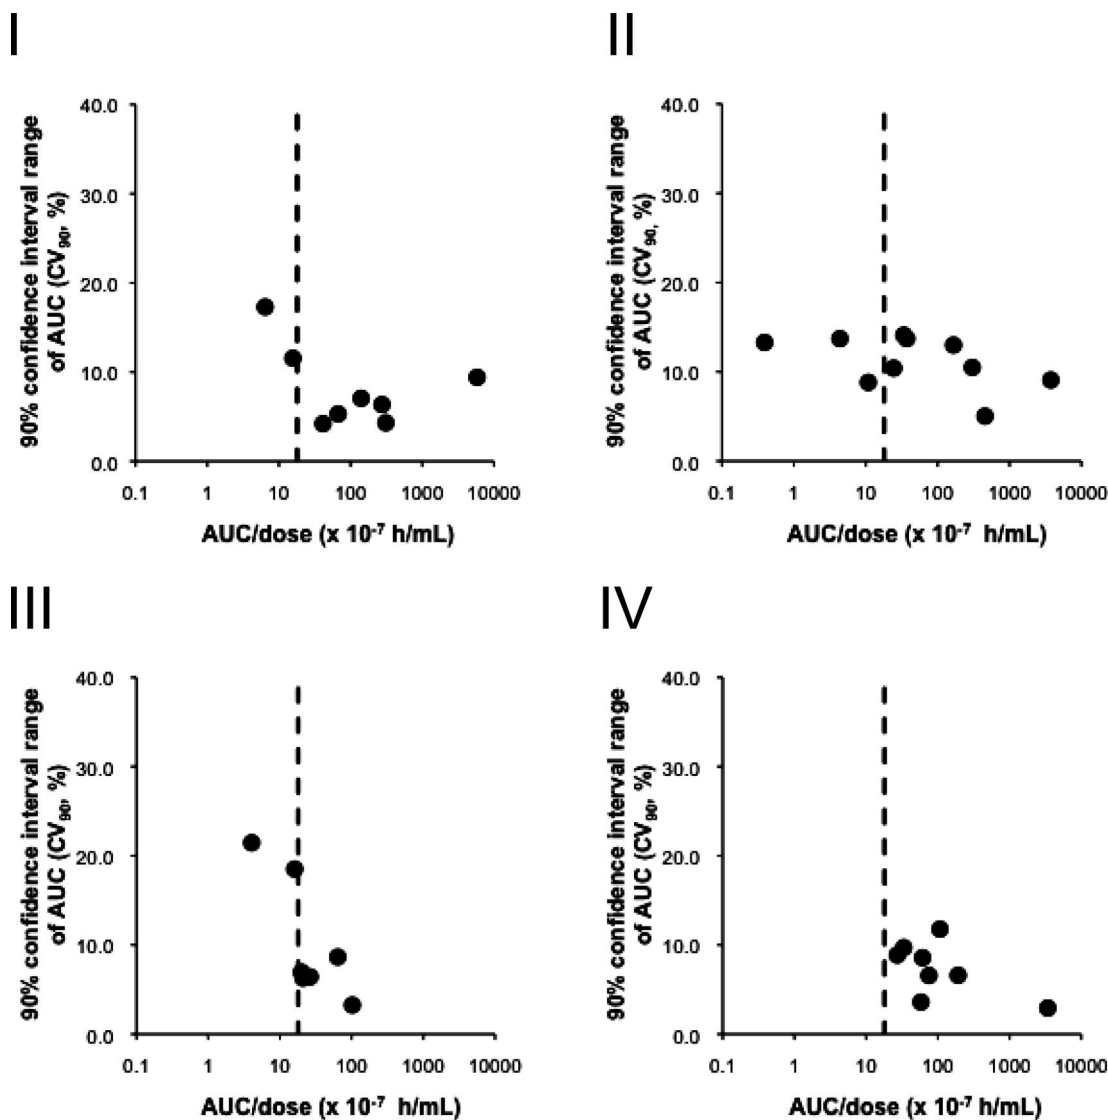 I
90% confidence interval range
of AUC (CV90, %)
40.0
30.0
20.0
10.0
0.0
0.1 1 10 100 1000 10000
AUC/dose (x 10-7 h/mL)
II
90% confidence interval range
of AUC (CV90, %)
40.0
30.0
20.0
10.0
0.0
0.1 1 10 100 1000 10000
AUC/dose (x 10-7 h/mL)
III
90% confidence interval range
of AUC (CV90, %)
40.0
30.0
20.0
10.0
0.0
0.1 1 10 100 1000 10000
AUC/dose (x 10-7 h/mL)
IV
90% confidence interval range
of AUC (CV90, %)
40.0
30.0
20.0
10.0
0.0
0.1 1 10 100 1000 10000
AUC/dose (x 10-7 h/mL)